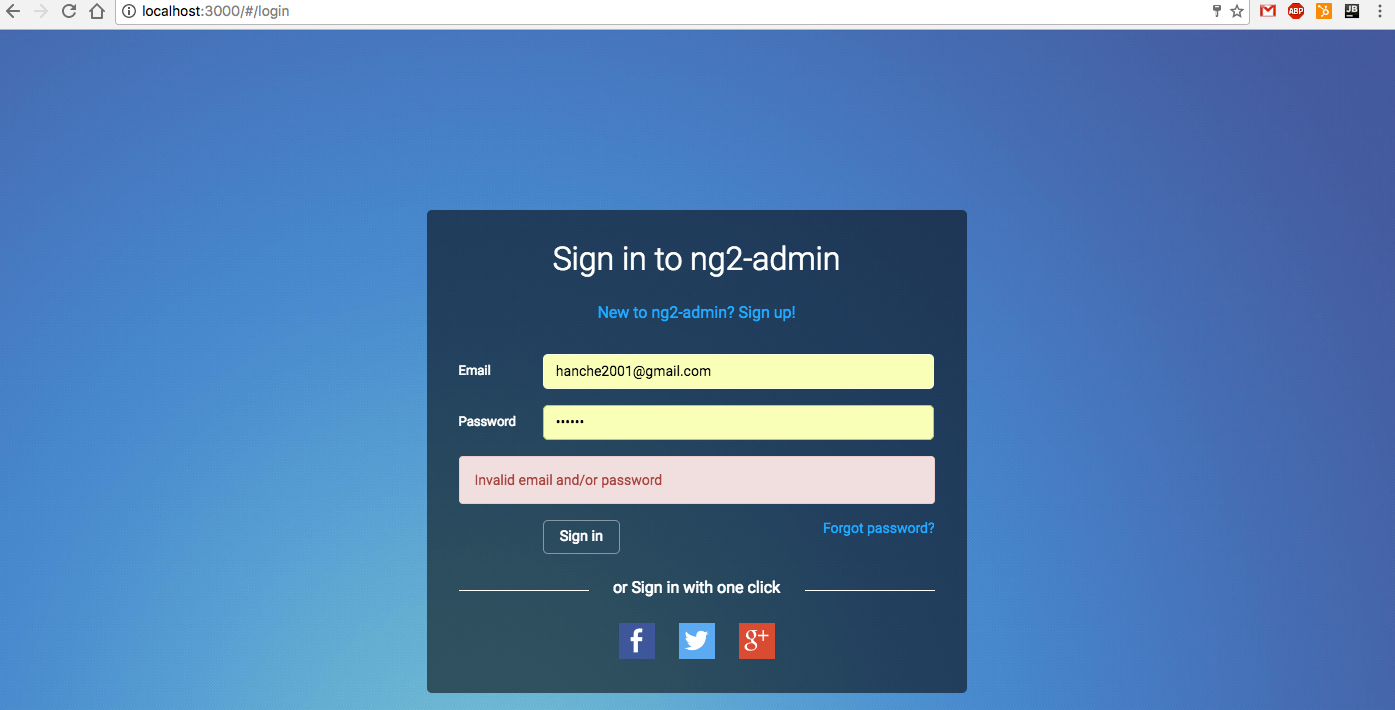 localhost:3000/#/login
ABP
JB
Sign in to ng2-admin
New to ng2-admin? Sign up!
Email
hanche2001@gmail.com
Password
••••••
Invalid email and/or password
Sign in
Forgot password?
or Sign in with one click
f
g+